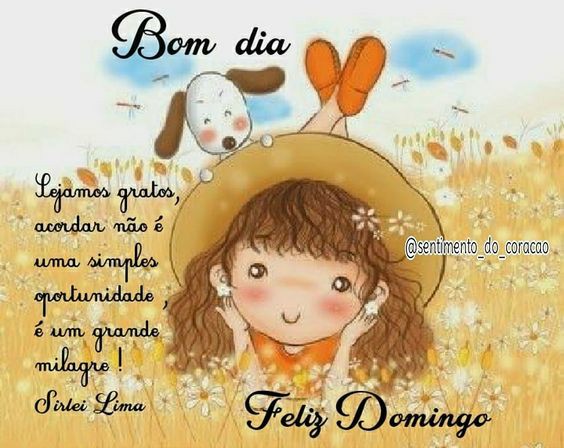 Bom dia
Sejamos gratos,
acordar não é
uma simples
oportunidade ,
é um grande
milagre !
Sirlei Lima
@sentimento_do_coracao
Feliz Domingo